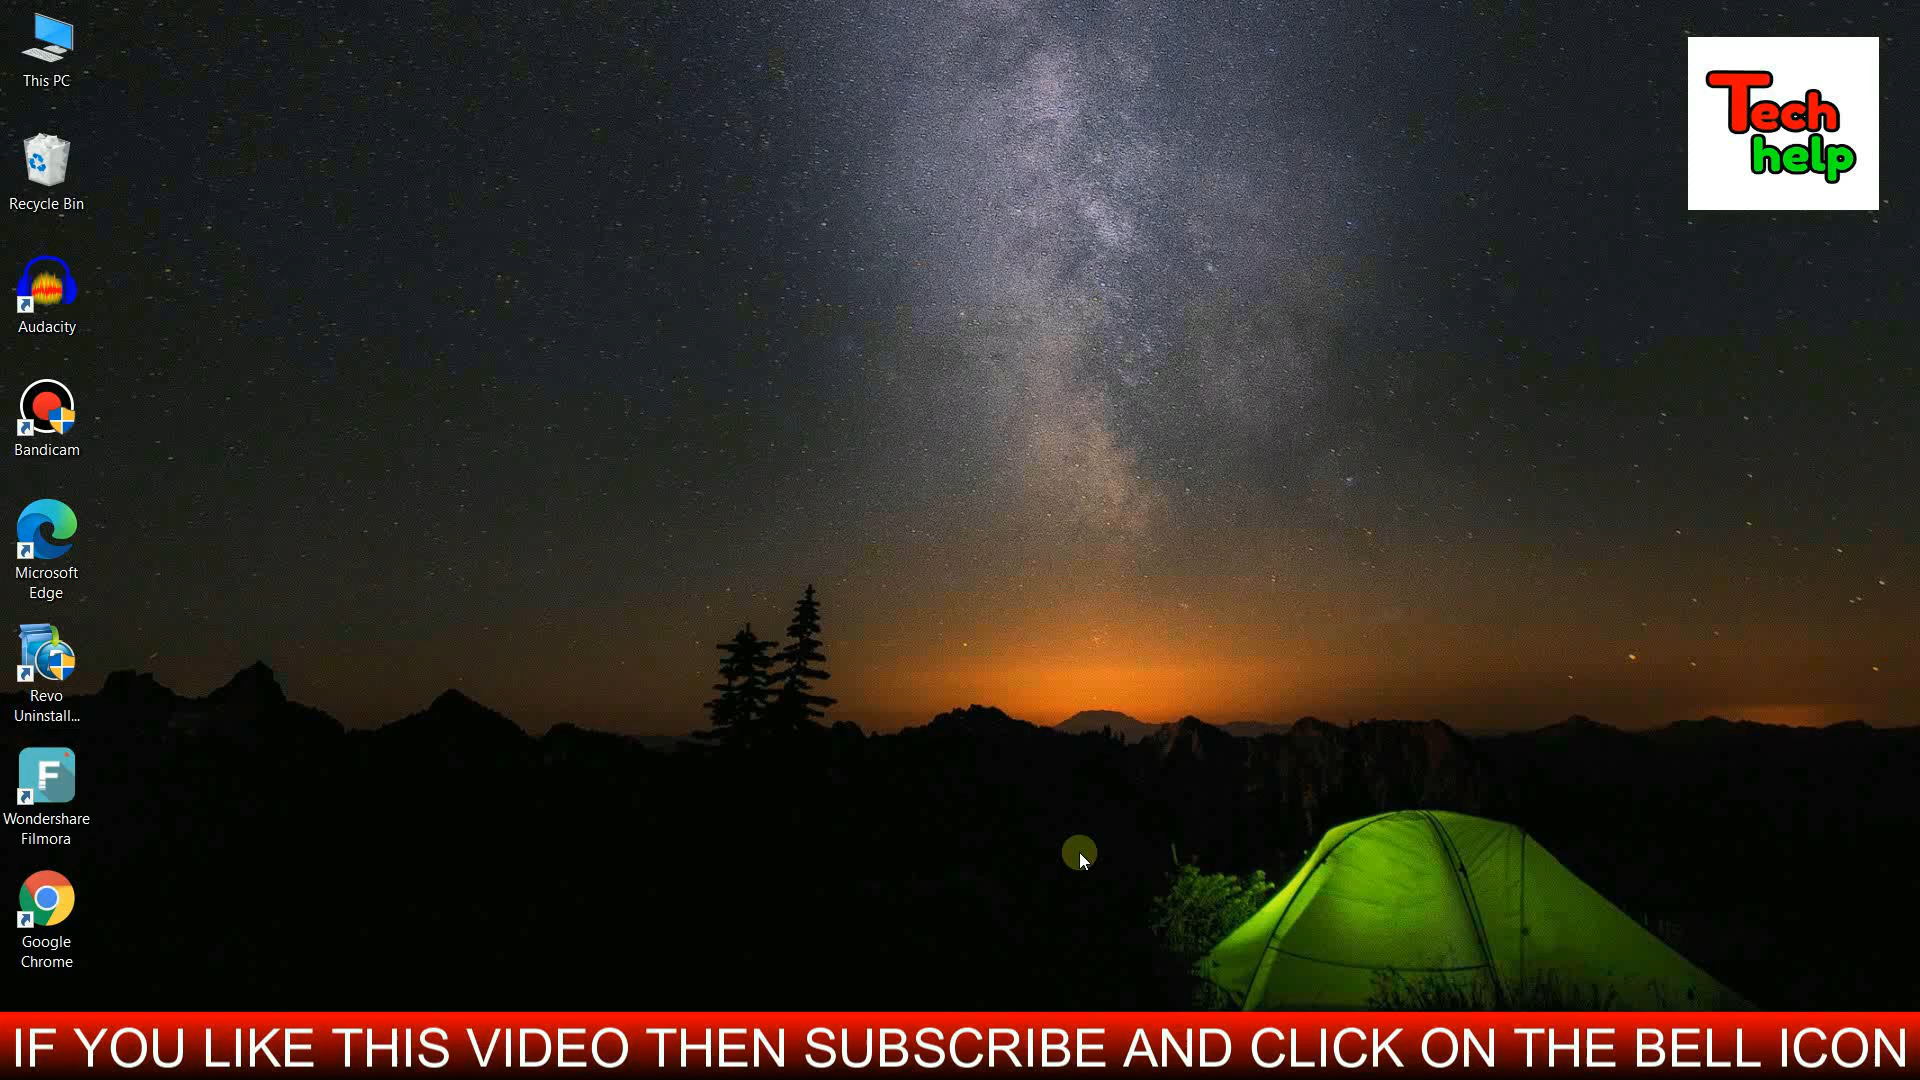 This PC
Recycle Bin
Audacity
Bandicam
Microsoft
Edge
Revo
Uninstall...
F
Wondershare
Filmora
Google
Chrome
Tech
help
IF YOU LIKE THIS VIDEO THEN SUBSCRIBE AND CLICK ON THE BELL ICON